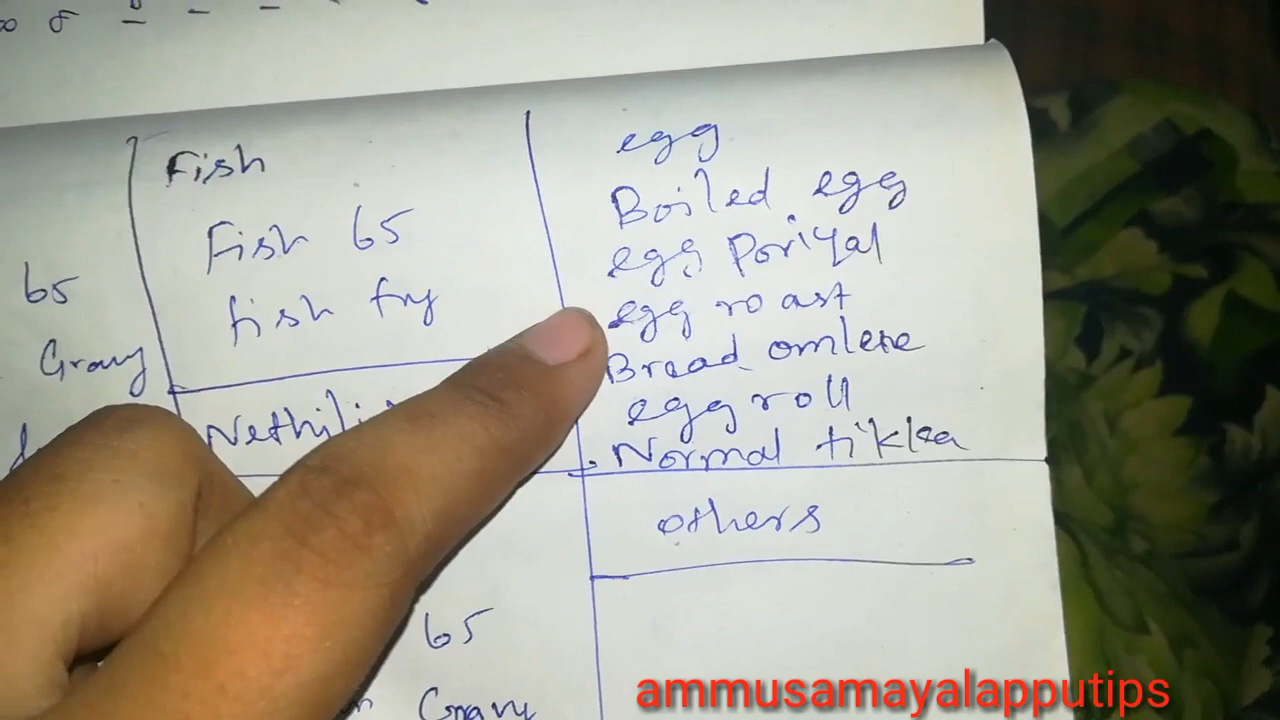 65
Gravy
Fish
Fish 65
fish fry
egg
Boiled egg
egg Poriyal
egg roast
Bread omlete
egg roll
Normal tikka
others
65
Gravy
ammusamayalapputips